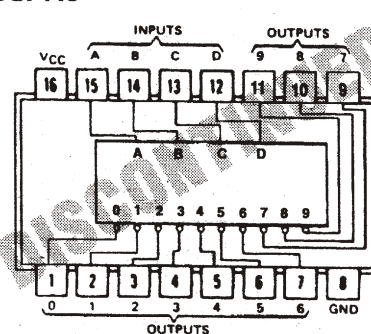 INPUTS OUTPUTS
VCC A B C D 9 8 7
16 15 14 13 12 11 10 9
A B C D
0 1 2 3 4 5 6 7 8 9
1 2 3 4 5 6 7 8
0 1 2 3 4 5 6 GND
OUTPUTS
DISCONTINUED